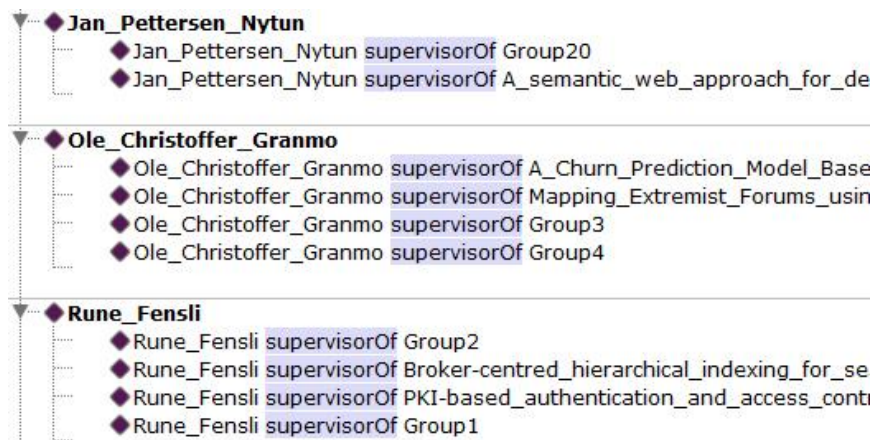 Jan_Pettersen_Nytun
Jan_Pettersen_Nytun supervisorOf Group20
Jan_Pettersen_Nytun supervisorOf A_semantic_web_approach_for_de
Ole_Christoffer_Granmo
Ole_Christoffer_Granmo supervisorOf A_Churn_Prediction_Model_Base
Ole_Christoffer_Granmo supervisorOf Mapping_Extremist_Forums_usin
Ole_Christoffer_Granmo supervisorOf Group3
Ole_Christoffer_Granmo supervisorOf Group4
Rune_Fensli
Rune_Fensli supervisorOf Group2
Rune_Fensli supervisorOf Broker-centred_hierarchical_indexing_for_se
Rune_Fensli supervisorOf PKI-based_authentication_and_access_cont
Rune_Fensli supervisorOf Group1